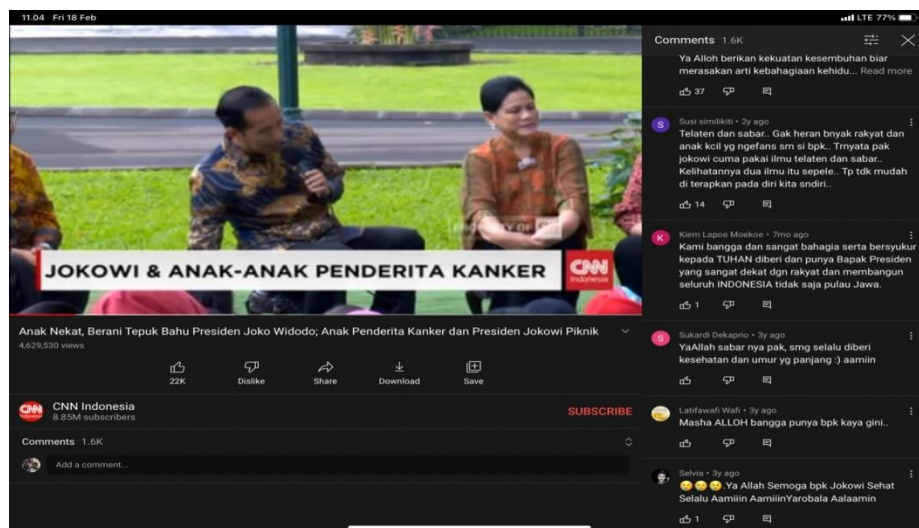 11.04 Fri 18 Feb
LTE 77%
JOKOWI & ANAK-ANAK PENDERITA KANKER
CNN
Indonesia
Anak Nekat, Berani Tepuk Bahu Presiden Joko Widodo; Anak Penderita Kanker dan Presiden Jokowi Piknik
4,629,530 views
22K
Dislike
Share
Download
Save
CNN
CNN Indonesia
8.85M subscribers
SUBSCRIBE
Comments 1.6K
Add a comment...
Comments 1.6K
Ya Alloh berikan kekuatan kesembuhan biar
merasakan arti kebahagiaan kehidu... Read more
37
S
Susi similikiti • 2y ago
Telaten dan sabar.. Gak heran bnyak rakyat dan
anak kcil yg ngefans sm si bpk.. Trnyata pak
jokowi cuma pakai ilmu telaten dan sabar..
Kelihatannya dua ilmu itu sepele.. Tp tdk mudah
di terapkan pada diri kita sndiri..
14
K
Kiem Lapoe Moekoe • 7mo ago
Kami bangga dan sangat bahagia serta bersyukur
kepada TUHAN diberi dan punya Bapak Presiden
yang sangat dekat dgn rakyat dan membangun
seluruh INDONESIA tidak saja pulau Jawa.
1
S
Sukardi Dekaprio • 3y ago
YaAllah sabar nya pak, smg selalu diberi
kesehatan dan umur yg panjang :) aamiin
Latifawafi Wafi • 3y ago
Masha ALLOH bangga punya bpk kaya gini..
Selvia • 3y ago
😢😢😢.Ya Allah Semoga bpk Jokowi Sehat
Selalu Aamiiin AamiiinYarobala Aalaamin
1